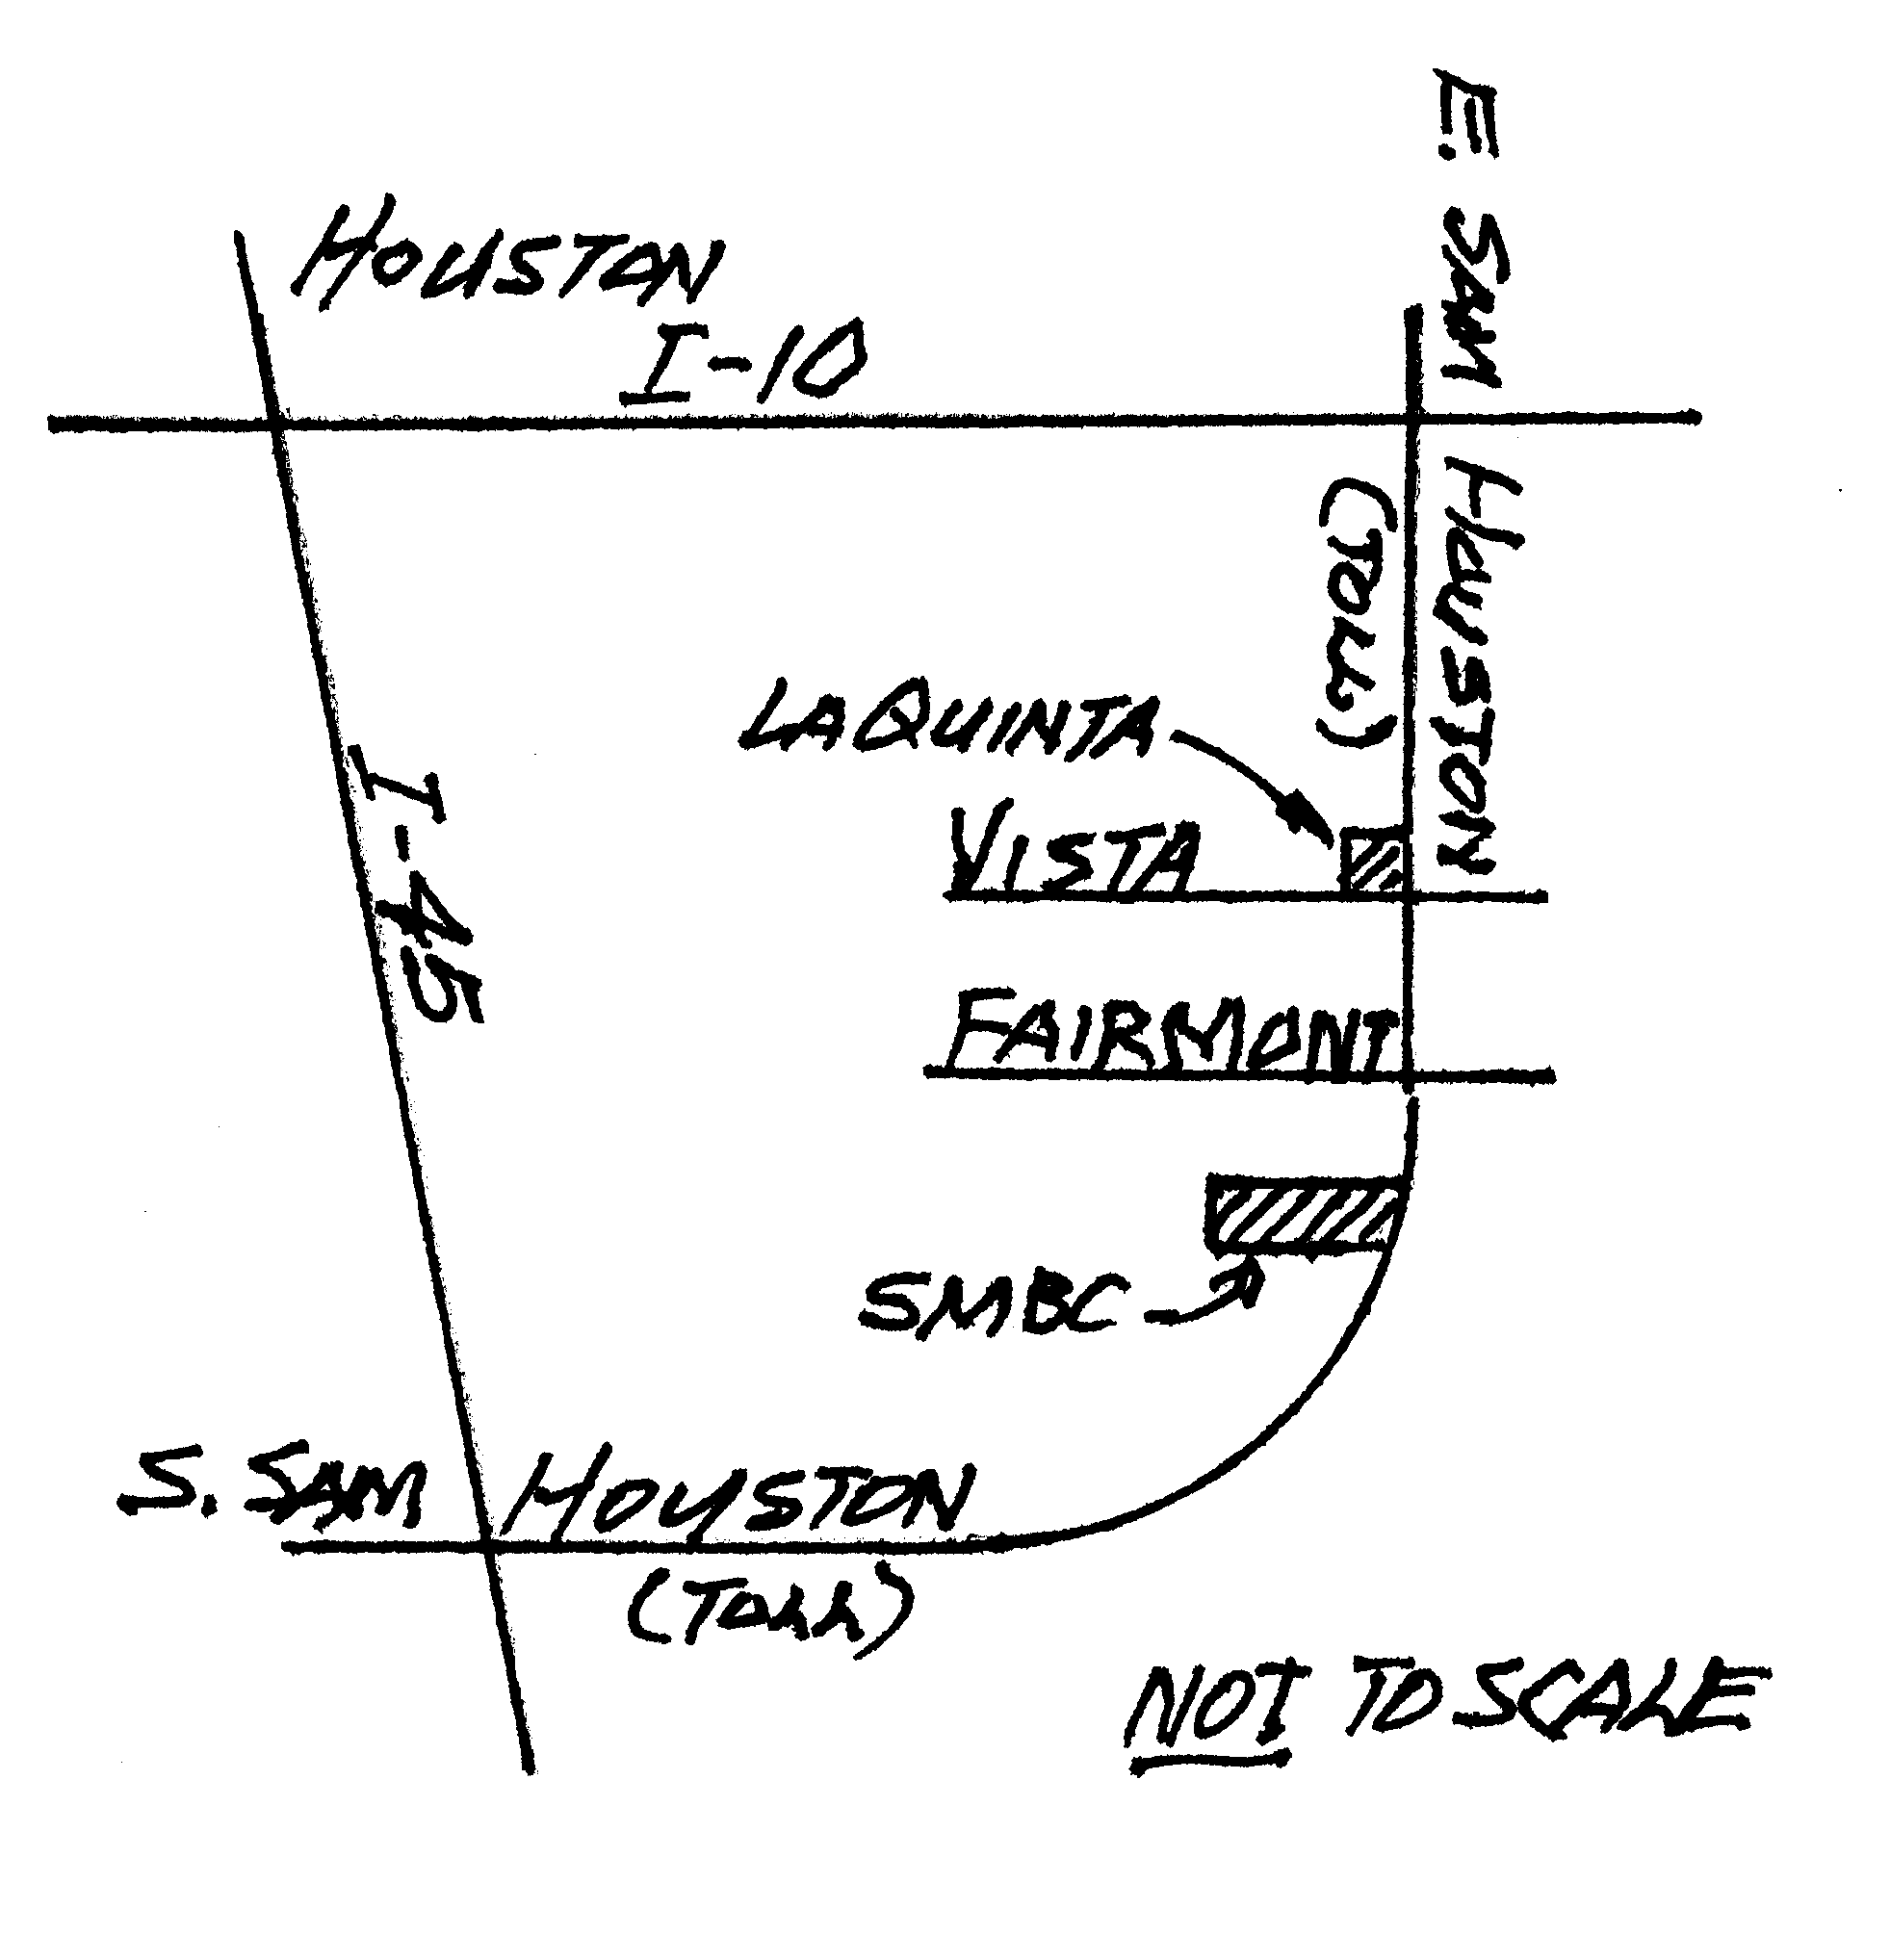 E. SAM HOUSTON
HOUSTON
I-10
(TOLL)
LAQUINTA
VISTA
I-45
FAIRMONT
SMBC
S. SAM HOUSTON
(TOLL)
NOT TO SCALE